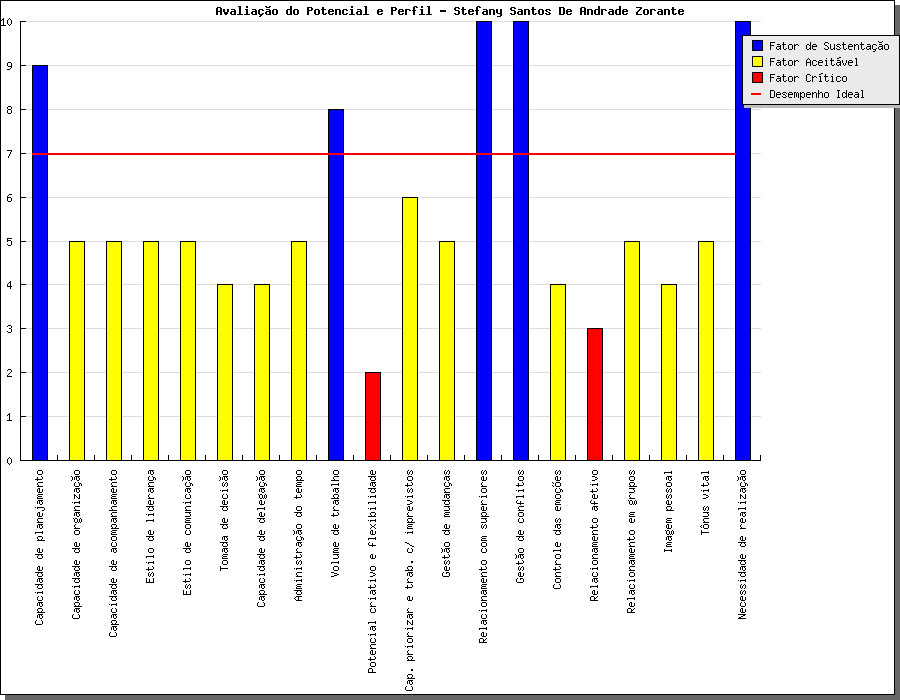 Avaliação do Potencial e Perfil - Stefany Santos De Andrade Zorante
Fator de Sustentação
Fator Aceitável
Fator Crítico
Desempenho Ideal
10
9
8
7
6
5
4
3
2
1
0
Capacidade de planejamento
Capacidade de organização
Capacidade de acompanhamento
Estilo de liderança
Estilo de comunicação
Tomada de decisão
Capacidade de delegação
Administração do tempo
Volume de trabalho
Potencial criativo e flexibilidade
Cap. priorizar e trab. c/ imprevistos
Gestão de mudanças
Relacionamento com superiores
Gestão de conflitos
Controle das emoções
Relacionamento afetivo
Relacionamento em grupos
Imagem pessoal
Tônus vital
Necessidade de realização